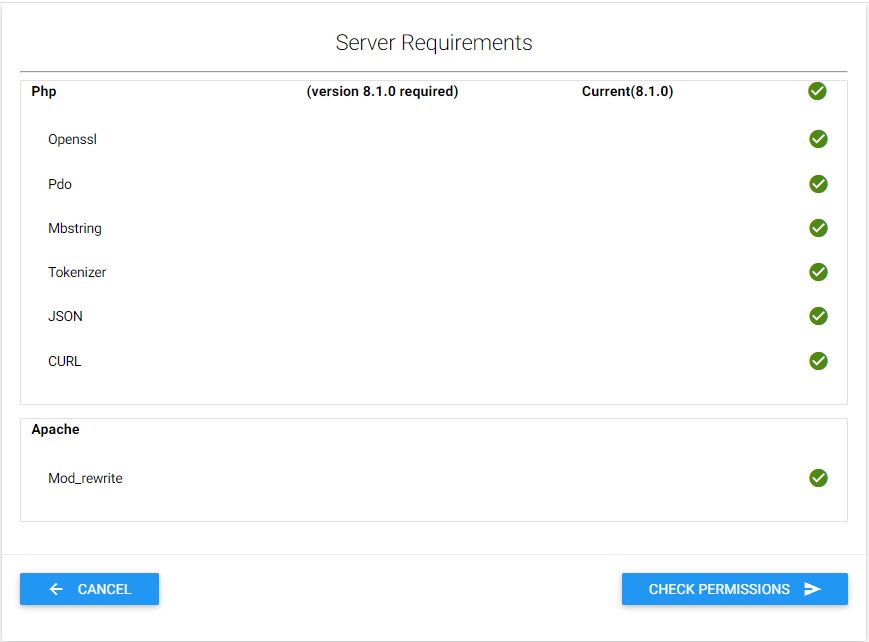 Server Requirements
Php (version 8.1.0 required) Current(8.1.0)
Openssl
Pdo
Mbstring
Tokenizer
JSON
CURL
Apache
Mod_rewrite
CANCEL CHECK PERMISSIONS